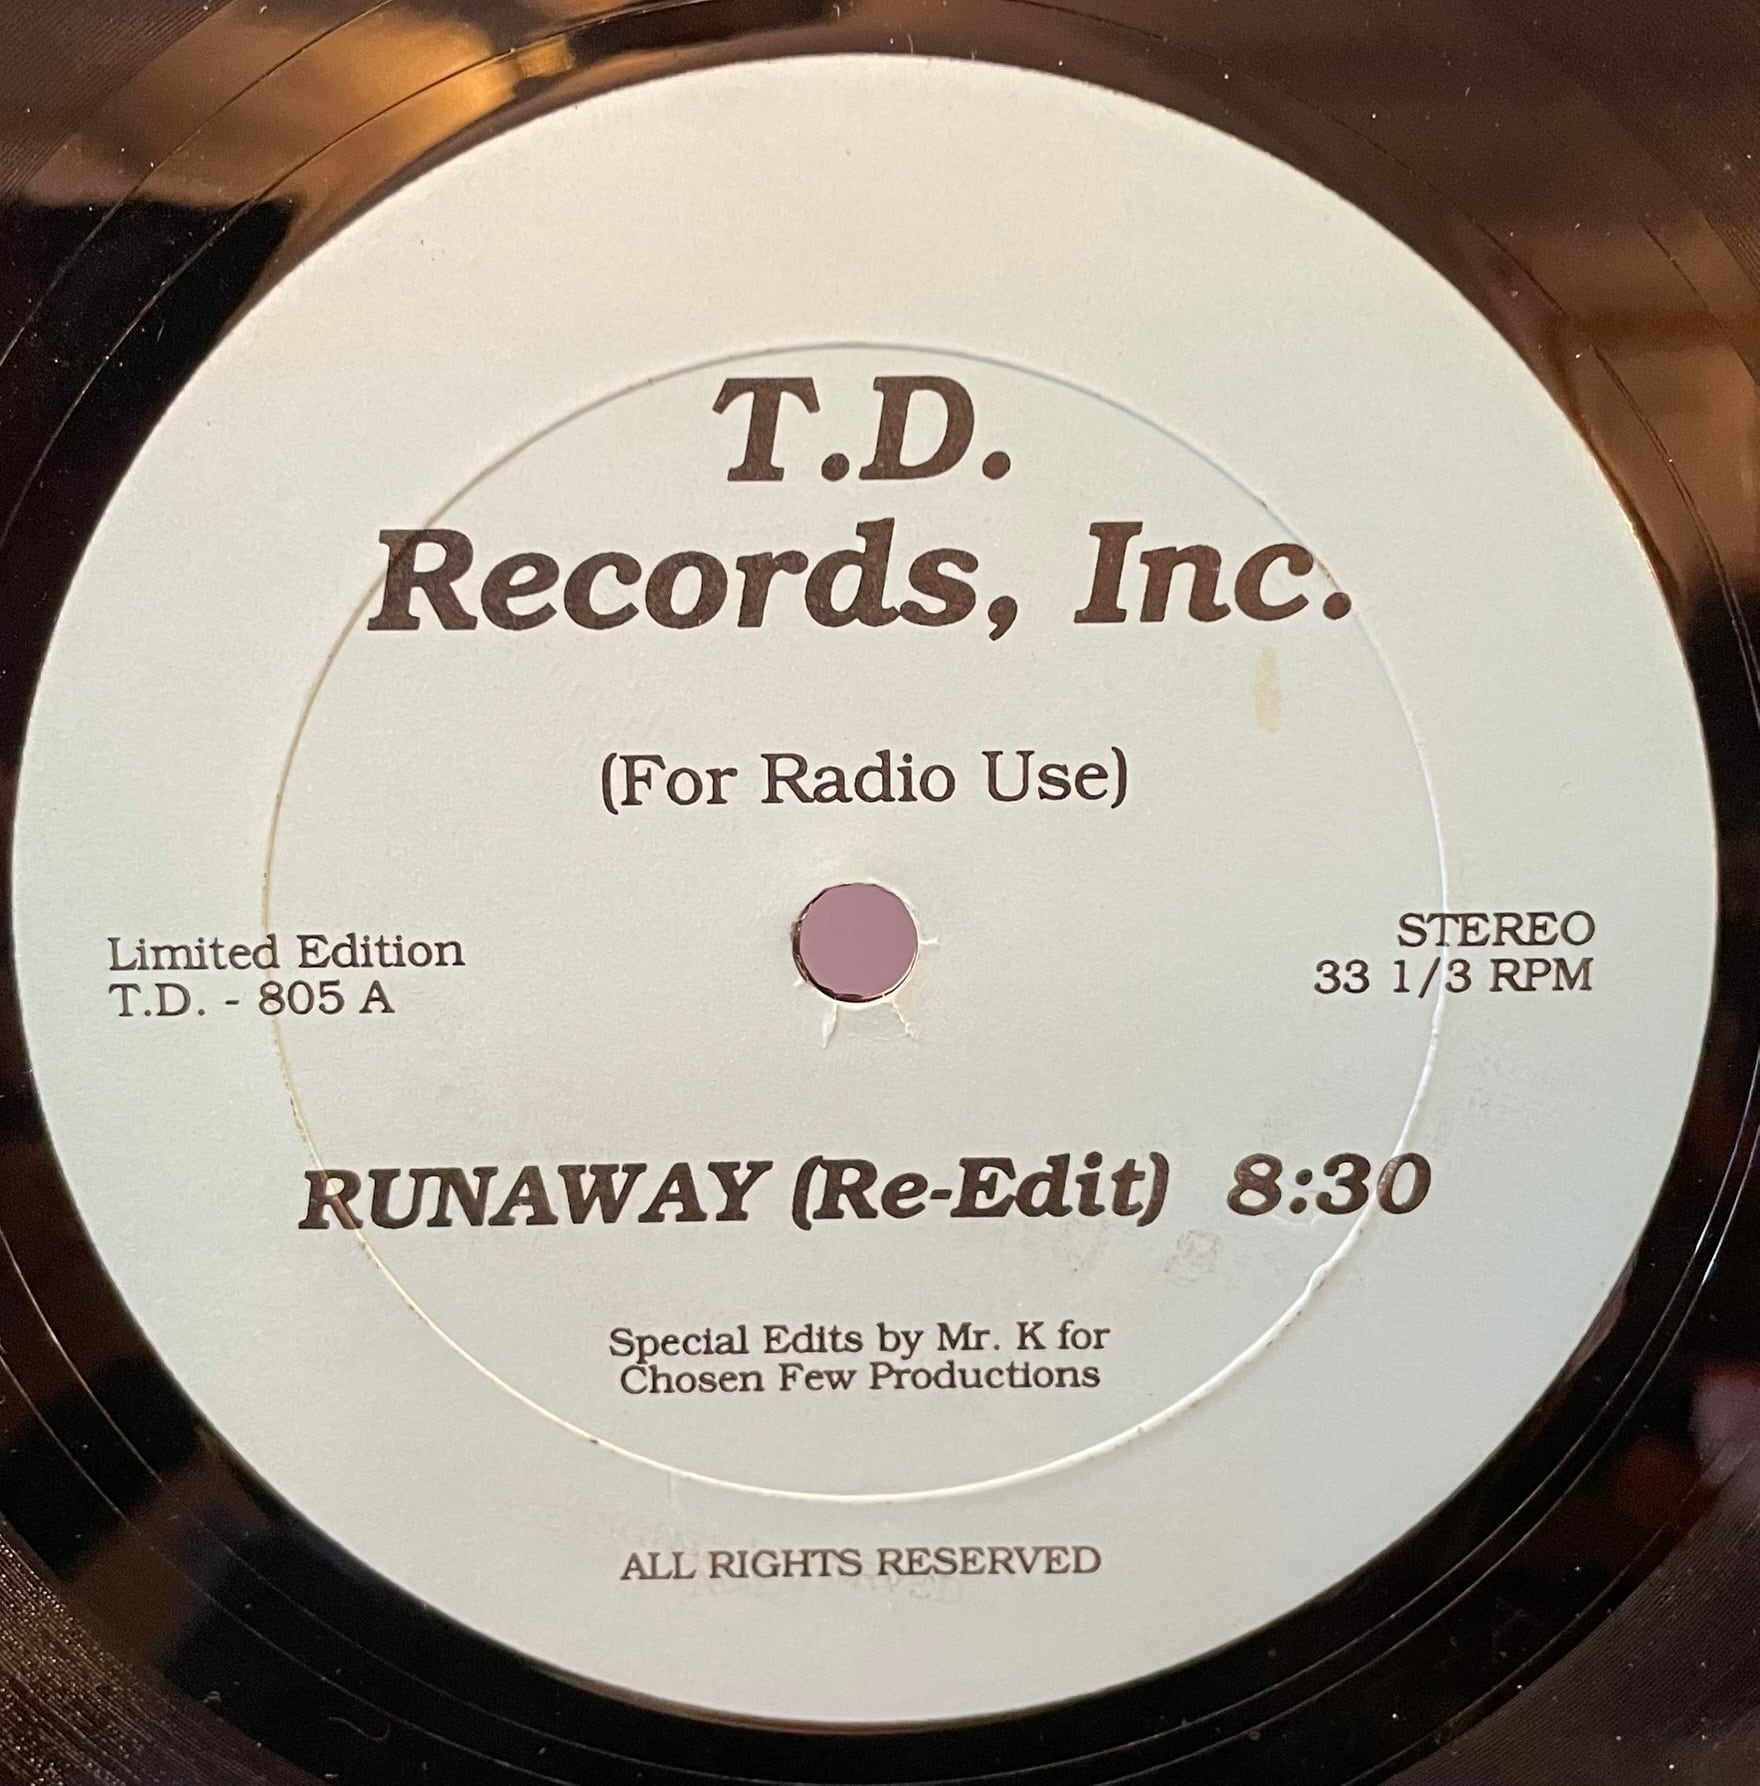 T.D.
Records, Inc.
(For Radio Use)
Limited Edition
T.D. - 805 A
STEREO
33 1/3 RPM
RUNAWAY (Re-Edit) 8:30
Special Edits by Mr. K for
Chosen Few Productions
ALL RIGHTS RESERVED